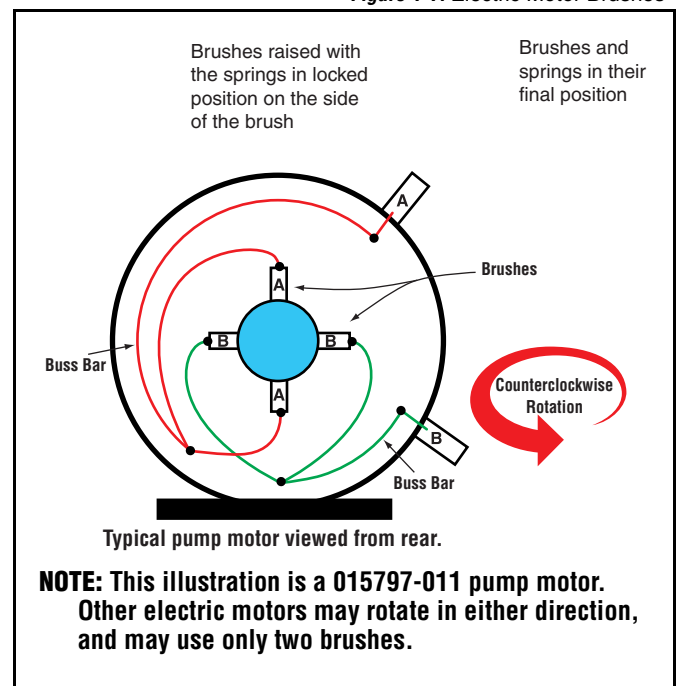 Brushes raised with
the springs in locked
position on the side
of the brush
Brushes and
springs in their
final position
A
A
Brushes
B
B
Buss Bar
A
Counterclockwise
Rotation
B
Buss Bar
Typical pump motor viewed from rear.
NOTE: This illustration is a 015797-011 pump motor.
Other electric motors may rotate in either direction,
and may use only two brushes.